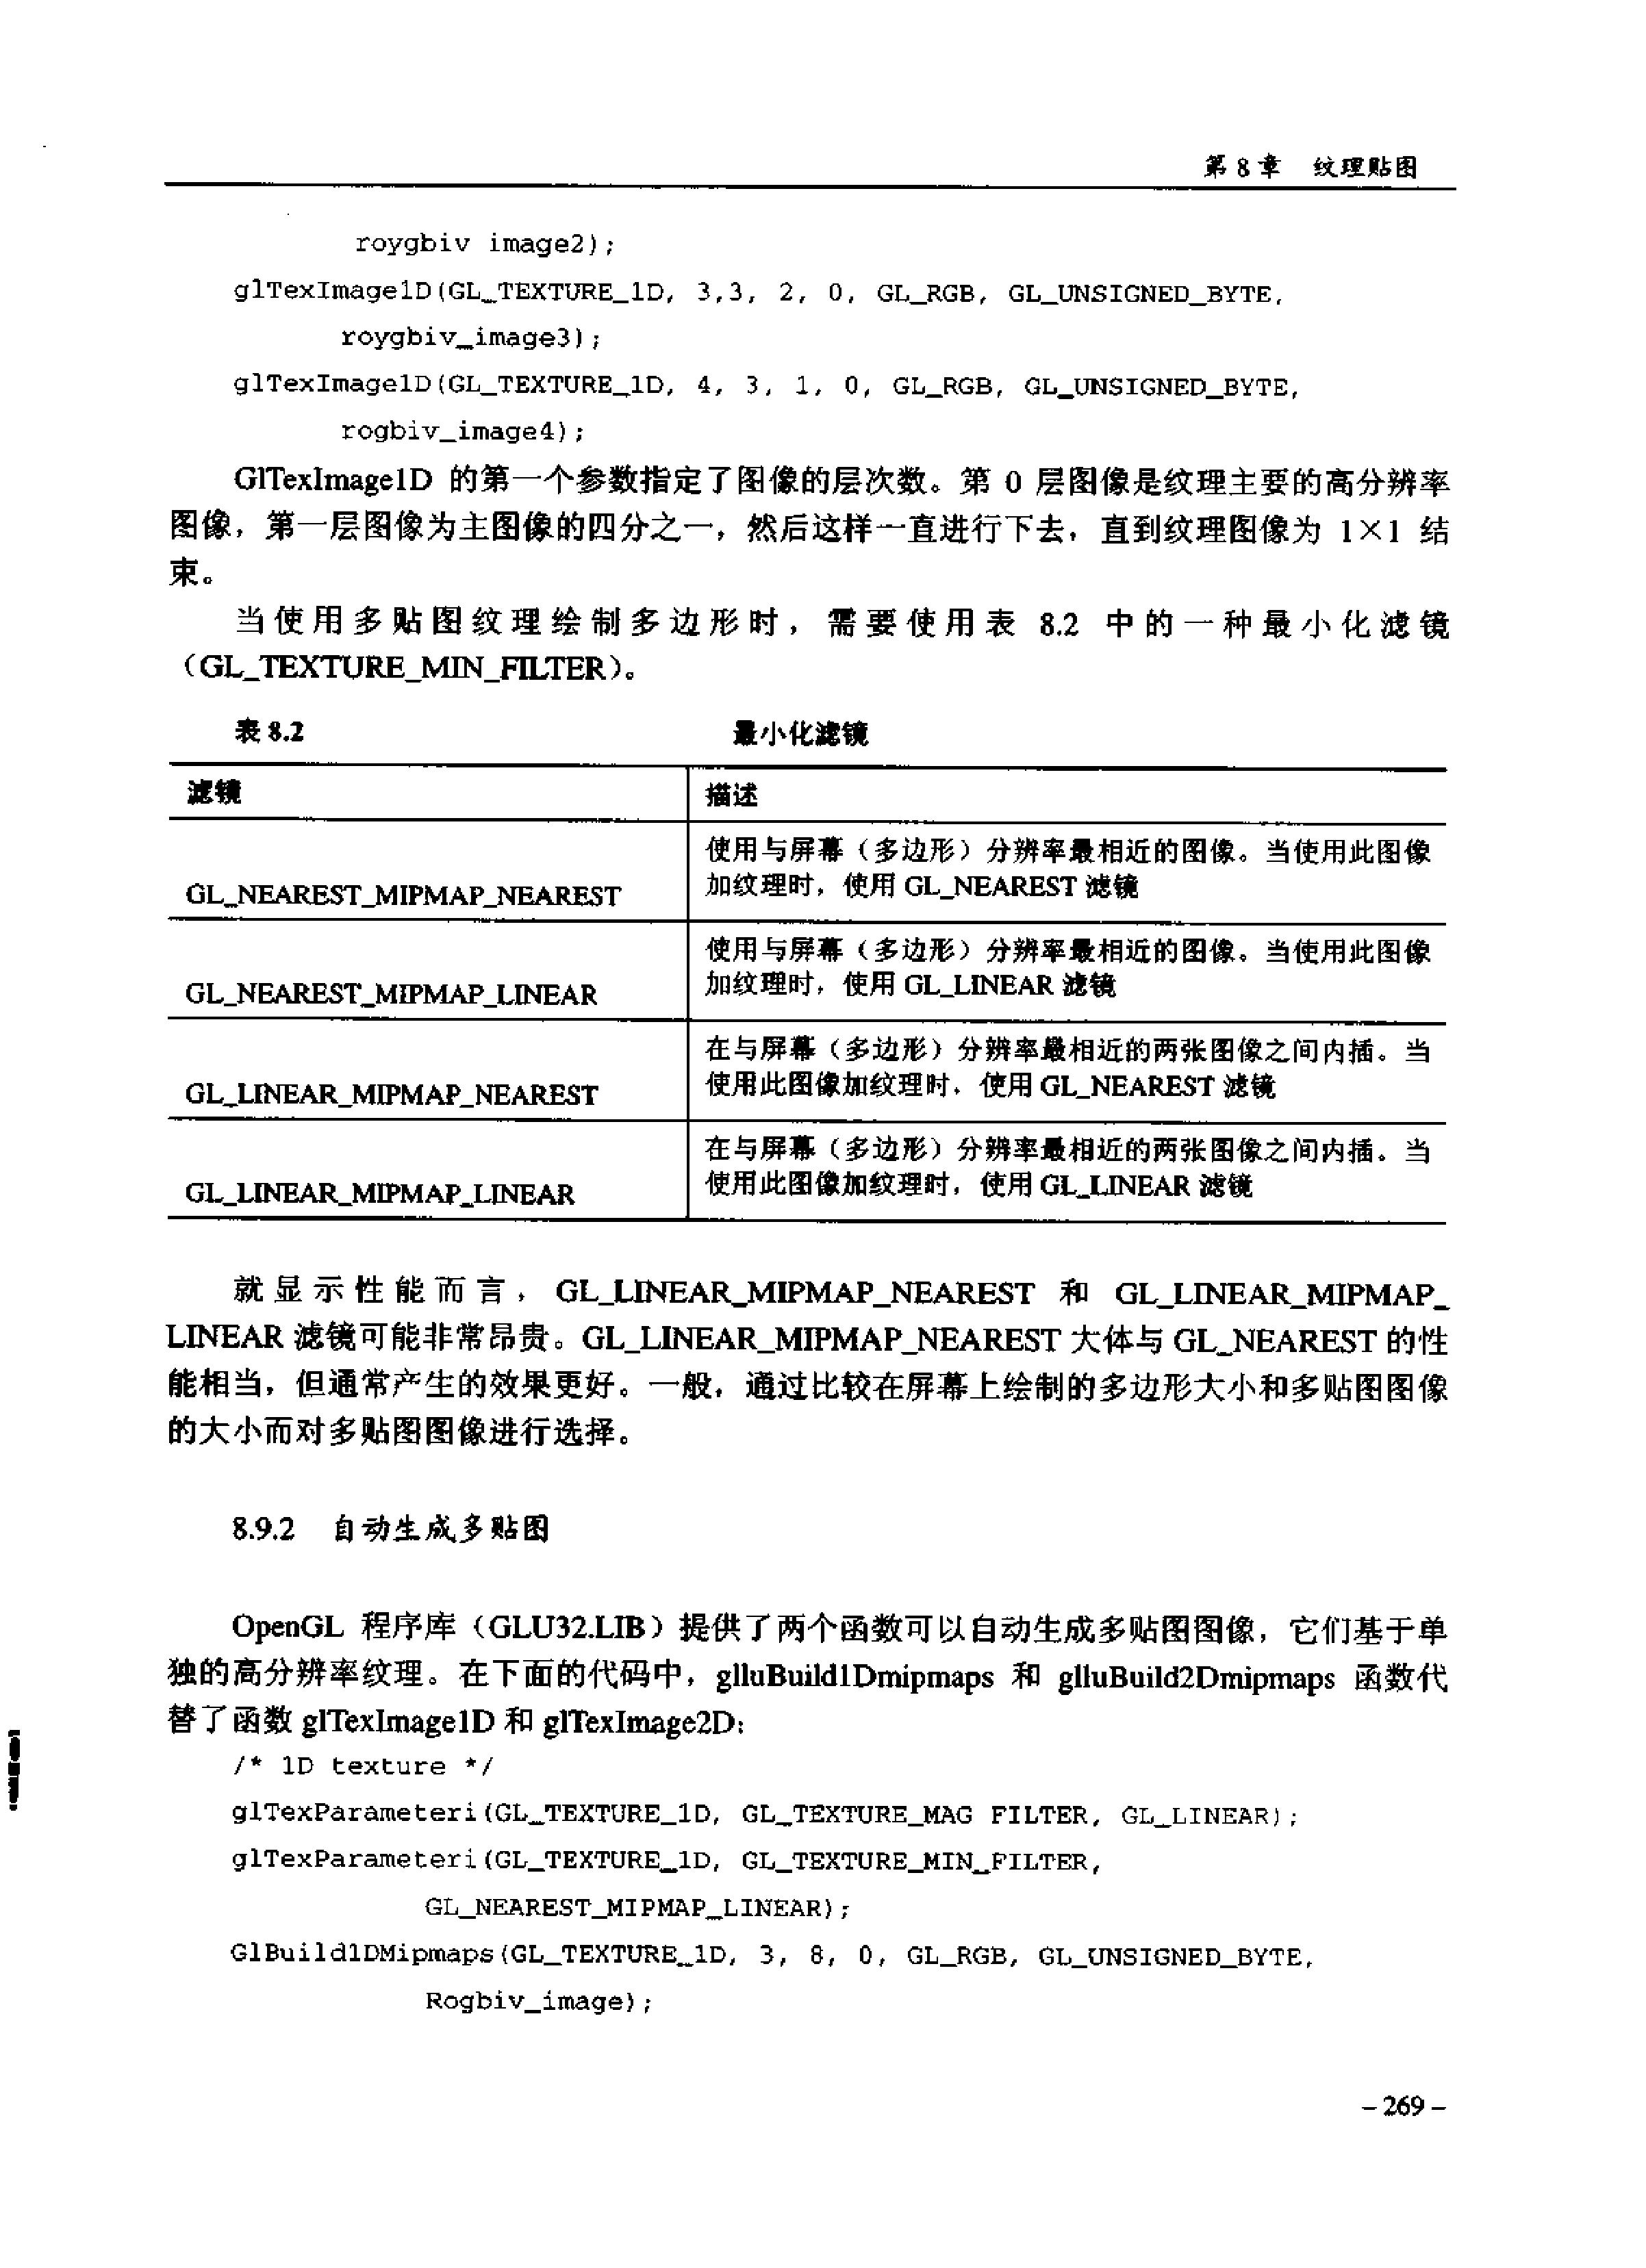 第 8 章 纹理贴图
roygbiv image2);
glTexImage1D(GL_TEXTURE_1D, 3,3, 2, 0, GL_RGB, GL_UNSIGNED_BYTE,
roygbiv_image3);
glTexImage1D(GL_TEXTURE_1D, 4, 3, 1, 0, GL_RGB, GL_UNSIGNED_BYTE,
rogbiv_image4);
GlTexImage1D 的第一个参数指定了图像的层次数。第 0 层图像是纹理主要的高分辨率
图像，第一层图像为主图像的四分之一，然后这样一直进行下去，直到纹理图像为 1×1 结
束。
当使用多贴图纹理绘制多边形时，需要使用表 8.2 中的一种最小化滤镜
（GL_TEXTURE_MIN_FILTER）。
表 8.2 最小化滤镜
滤镜 描述
使用与屏幕（多边形）分辨率最相近的图像。当使用此图像
GL_NEAREST_MIPMAP_NEAREST 加纹理时，使用 GL_NEAREST 滤镜
使用与屏幕（多边形）分辨率最相近的图像。当使用此图像
GL_NEAREST_MIPMAP_LINEAR 加纹理时，使用 GL_LINEAR 滤镜
在与屏幕（多边形）分辨率最相近的两张图像之间内插。当
GL_LINEAR_MIPMAP_NEAREST 使用此图像加纹理时，使用 GL_NEAREST 滤镜
在与屏幕（多边形）分辨率最相近的两张图像之间内插。当
GL_LINEAR_MIPMAP_LINEAR 使用此图像加纹理时，使用 GL_LINEAR 滤镜
就显示性能而言，GL_LINEAR_MIPMAP_NEAREST 和 GL_LINEAR_MIPMAP_
LINEAR 滤镜可能非常昂贵。GL_LINEAR_MIPMAP_NEAREST 大体与 GL_NEAREST 的性
能相当，但通常产生的效果更好。一般，通过比较在屏幕上绘制的多边形大小和多贴图图像
的大小而对多贴图图像进行选择。
8.9.2 自动生成多贴图
OpenGL 程序库（GLU32.LIB）提供了两个函数可以自动生成多贴图图像，它们基于单
独的高分辨率纹理。在下面的代码中，glluBuild1Dmipmaps 和 glluBuild2Dmipmaps 函数代
替了函数 glTexImage1D 和 glTexImage2D：
/* 1D texture */
glTexParameteri(GL_TEXTURE_1D, GL_TEXTURE_MAG FILTER, GL_LINEAR);
glTexParameteri(GL_TEXTURE_1D, GL_TEXTURE_MIN_FILTER,
GL_NEAREST_MIPMAP_LINEAR);
GlBuild1DMipmaps(GL_TEXTURE_1D, 3, 8, 0, GL_RGB, GL_UNSIGNED_BYTE,
Rogbiv_image);
– 269 –